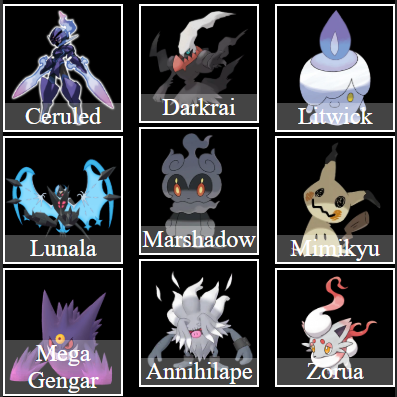 Ceruled
Darkrai
Litwick
Lunala
Marshadow
Mimikyu
Mega
Gengar
Annihilape
Zorua